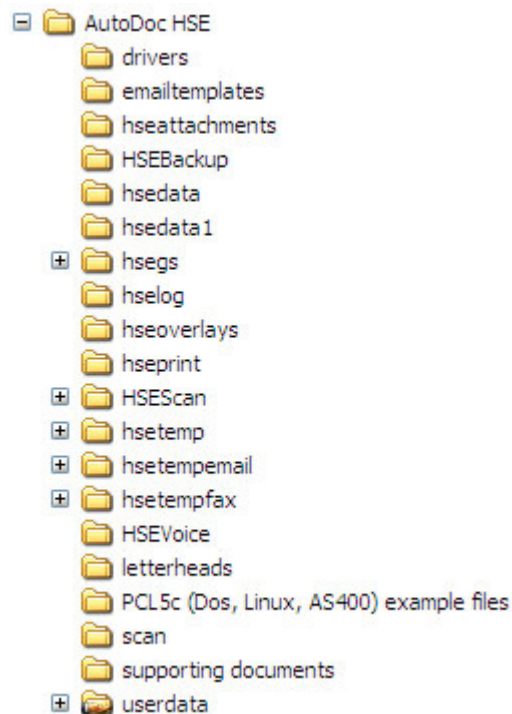 AutoDoc HSE
drivers
emailtemplates
hseattachments
HSEBackup
hsedata
hsedata1
hsegs
hselog
hseoverlays
hseprint
HSEScan
hsetemp
hsetempemail
hsetempfax
HSEVoice
letterheads
PCL5c (Dos, Linux, AS400) example files
scan
supporting documents
userdata